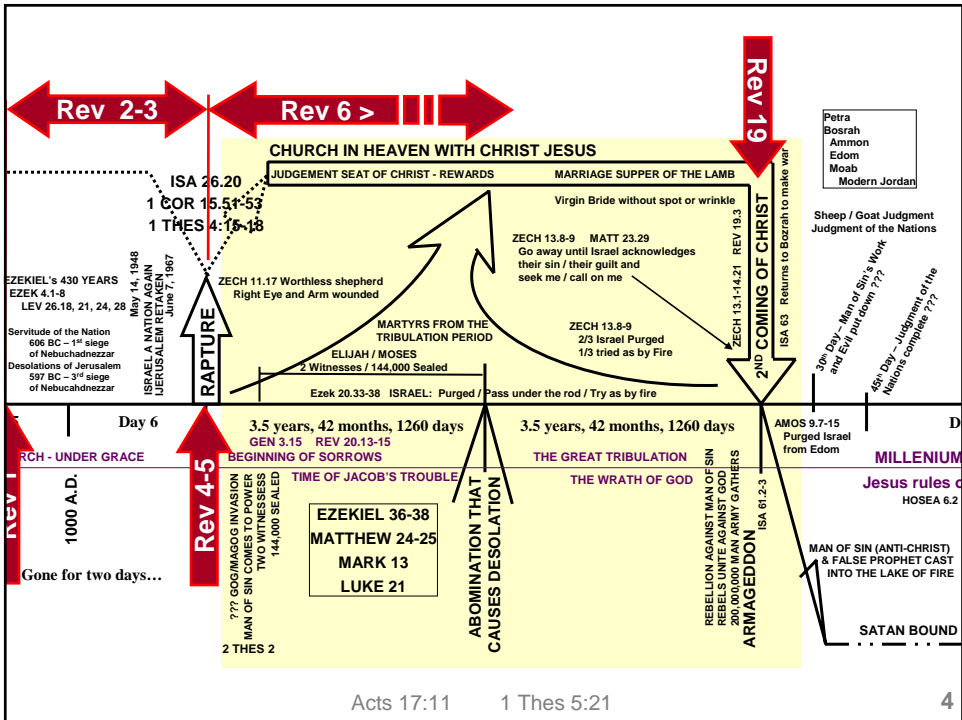 Rev 2-3
Rev 6 >
Rev 19
CHURCH IN HEAVEN WITH CHRIST JESUS
JUDGEMENT SEAT OF CHRIST - REWARDS
MARRIAGE SUPPER OF THE LAMB
Virgin Bride without spot or wrinkle
ISA 26.20
1 COR 15.51-53
1 THES 4:15-18
Petra
Bosrah
Ammon
Edom
Moab
Modern Jordan
Sheep / Goat Judgment
Judgment of the Nations
30th Day – Man of Sin's Work
and Evil put down ???
45th Day – Judgment of the
Nations complete ???
EZEKIEL's 430 YEARS
EZEK 4.1-8
LEV 26.18, 21, 24, 28
Servitude of the Nation
606 BC – 1st siege
of Nebuchadnezzar
Desolations of Jerusalem
597 BC – 3rd siege
of Nebucahdnezzar
May 14, 1948
ISRAEL A NATION AGAIN
IJERUSALEM RETAKEN
June 7, 1967
RAPTURE
ZECH 11.17 Worthless shepherd
Right Eye and Arm wounded
MARTYRS FROM THE
TRIBULATION PERIOD
ELIJAH / MOSES
2 Witnesses / 144,000 Sealed
ZECH 13.8-9 MATT 23.29
Go away until Israel acknowledges
their sin / their guilt and
seek me / call on me
ZECH 13.8-9
2/3 Israel Purged
1/3 tried as by Fire
ZECH 13.1-14.21 REV 19.3
2ND COMING OF CHRIST
ISA 63 Returns to Bozrah to make war
Ezek 20.33-38 ISRAEL: Purged / Pass under the rod / Try as by fire
Day 6
3.5 years, 42 months, 1260 days
3.5 years, 42 months, 1260 days
AMOS 9.7-15
Purged Israel
from Edom
D
GEN 3.15 REV 20.13-15
RCH - UNDER GRACE
BEGINNING OF SORROWS
THE GREAT TRIBULATION
MILLENIUM
TIME OF JACOB'S TROUBLE
THE WRATH OF GOD
Jesus rules o
HOSEA 6.2
Rev 1
1000 A.D.
Rev 4-5
Gone for two days…
??? GOG/MAGOG INVASION
MAN OF SIN COMES TO POWER
TWO WITNESSESS
144,000 SEALED
2 THES 2
EZEKIEL 36-38
MATTHEW 24-25
MARK 13
LUKE 21
ABOMINATION THAT
CAUSES DESOLATION
REBELLION AGAINST MAN OF SIN
REBELS UNITE AGAINST GOD
200,000,000 MAN ARMY GATHERS
ARMAGEDDON
ISA 61.2-3
MAN OF SIN (ANTI-CHRIST)
& FALSE PROPHET CAST
INTO THE LAKE OF FIRE
SATAN BOUND
Acts 17:11 1 Thes 5:21
4